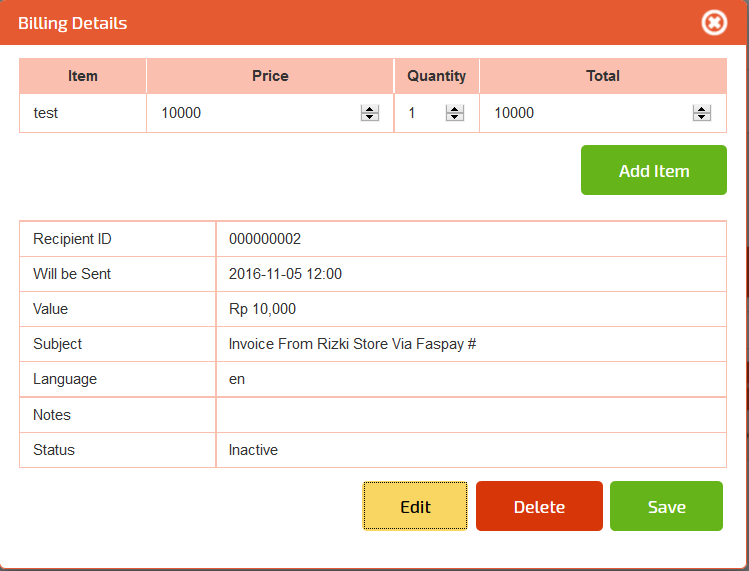 Billing Details
Item Price Quantity Total
test 10000 1 10000
Add Item
Recipient ID 000000002
Will be Sent 2016-11-05 12:00
Value Rp 10,000
Subject Invoice From Rizki Store Via Faspay #
Language en
Notes
Status Inactive
Edit Delete Save